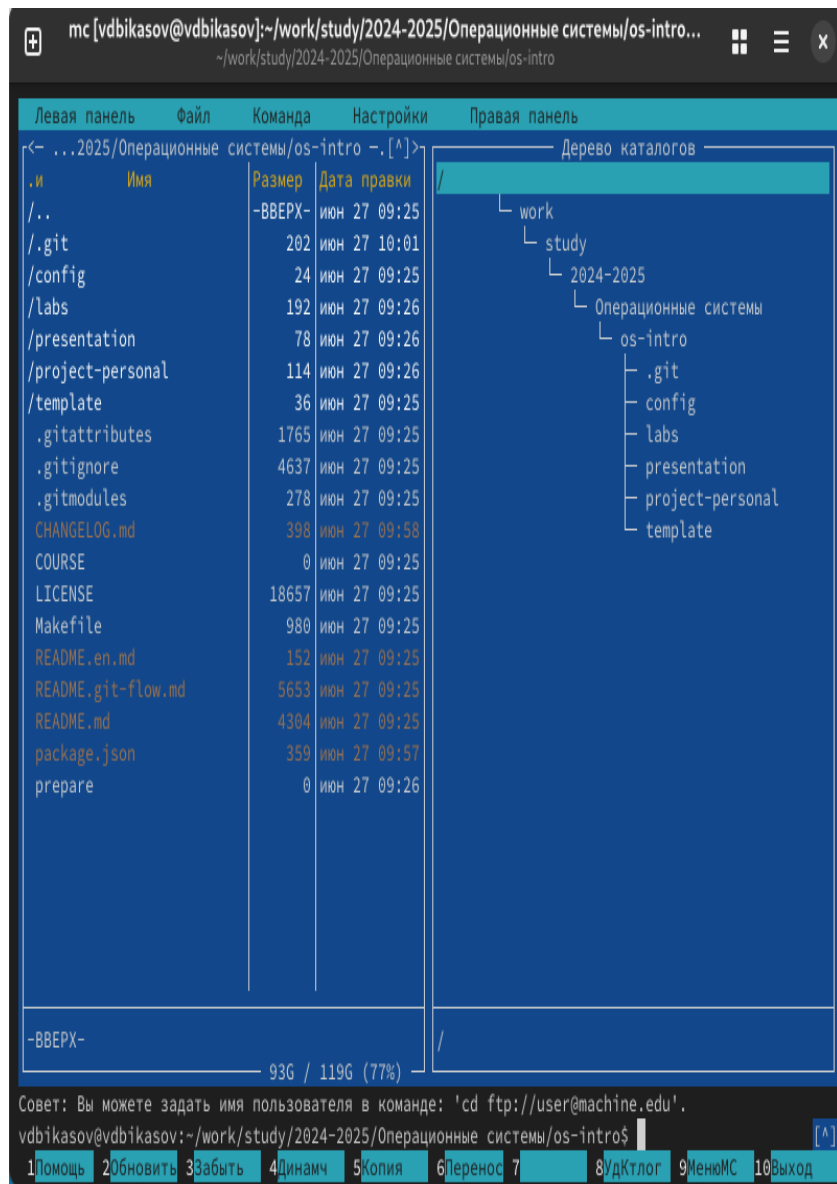 mc [vdbikasov@vdbikasov]:~/work/study/2024-2025/Операционные системы/os-intro...
~/work/study/2024-2025/Операционные системы/os-intro
Левая панель Файл Команда Настройки Правая панель
<— ...2025/Операционные системы/os-intro —.[^]>
.и Имя Размер Дата правки
/.. -ВВЕРХ- июн 27 09:25
/.git 202 июн 27 10:01
/config 24 июн 27 09:25
/labs 192 июн 27 09:26
/presentation 78 июн 27 09:26
/project-personal 114 июн 27 09:26
/template 36 июн 27 09:25
.gitattributes 1765 июн 27 09:25
.gitignore 4637 июн 27 09:25
.gitmodules 278 июн 27 09:25
CHANGELOG.md 398 июн 27 09:58
COURSE 0 июн 27 09:25
LICENSE 18657 июн 27 09:25
Makefile 980 июн 27 09:25
README.en.md 152 июн 27 09:25
README.git-flow.md 5653 июн 27 09:25
README.md 4304 июн 27 09:25
package.json 359 июн 27 09:57
prepare 0 июн 27 09:26
-ВВЕРХ-
93G / 119G (77%)
Дерево каталогов
/
work
study
2024-2025
Операционные системы
os-intro
.git
config
labs
presentation
project-personal
template
/
Совет: Вы можете задать имя пользователя в команде: 'cd ftp://user@machine.edu'.
vdbikasov@vdbikasov:~/work/study/2024-2025/Операционные системы/os-intro$ [^]
1Помощь 2Обновить 3Забыть 4Динамч 5Копия 6Перенос 7 8УдКтлог 9МенюMC 10Выход